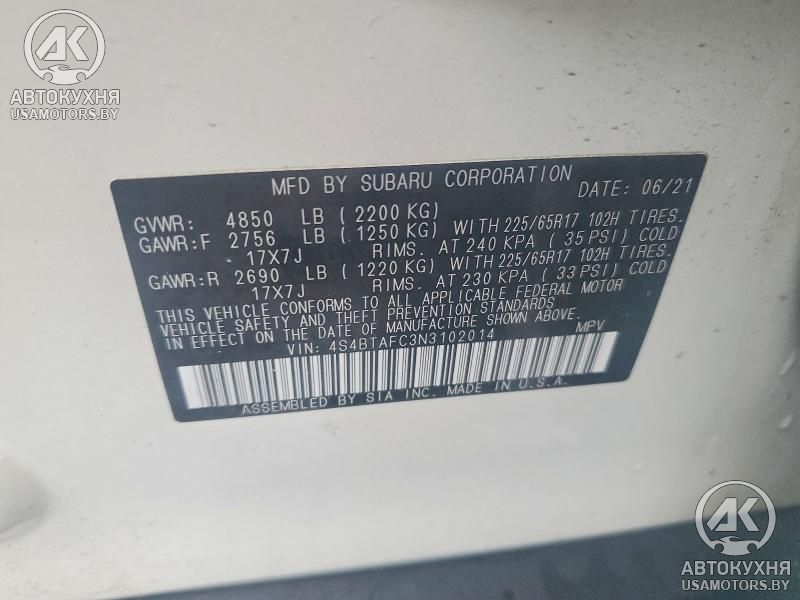 AK
АВТОКУХНЯ
USAMOTORS.BY
MFD BY SUBARU CORPORATION DATE: 06/21
GVWR: 4850 LB (2200 KG)
GAWR:F 2756 LB (1250 KG) WITH 225/65R17 102H TIRES.
17X7J RIMS. AT 240 KPA (35 PSI) COLD
GAWR:R 2690 LB (1220 KG) WITH 225/65R17 102H TIRES.
17X7J RIMS. AT 230 KPA (33 PSI) COLD
THIS VEHICLE CONFORMS TO ALL APPLICABLE FEDERAL MOTOR
VEHICLE SAFETY AND THEFT PREVENTION STANDARDS
IN EFFECT ON THE DATE OF MANUFACTURE SHOWN ABOVE.
VIN: 4S4BTAFC3N3102014 MPV
ASSEMBLED BY SIA INC. MADE IN U.S.A.
AK
АВТОКУХНЯ
USAMOTORS.BY